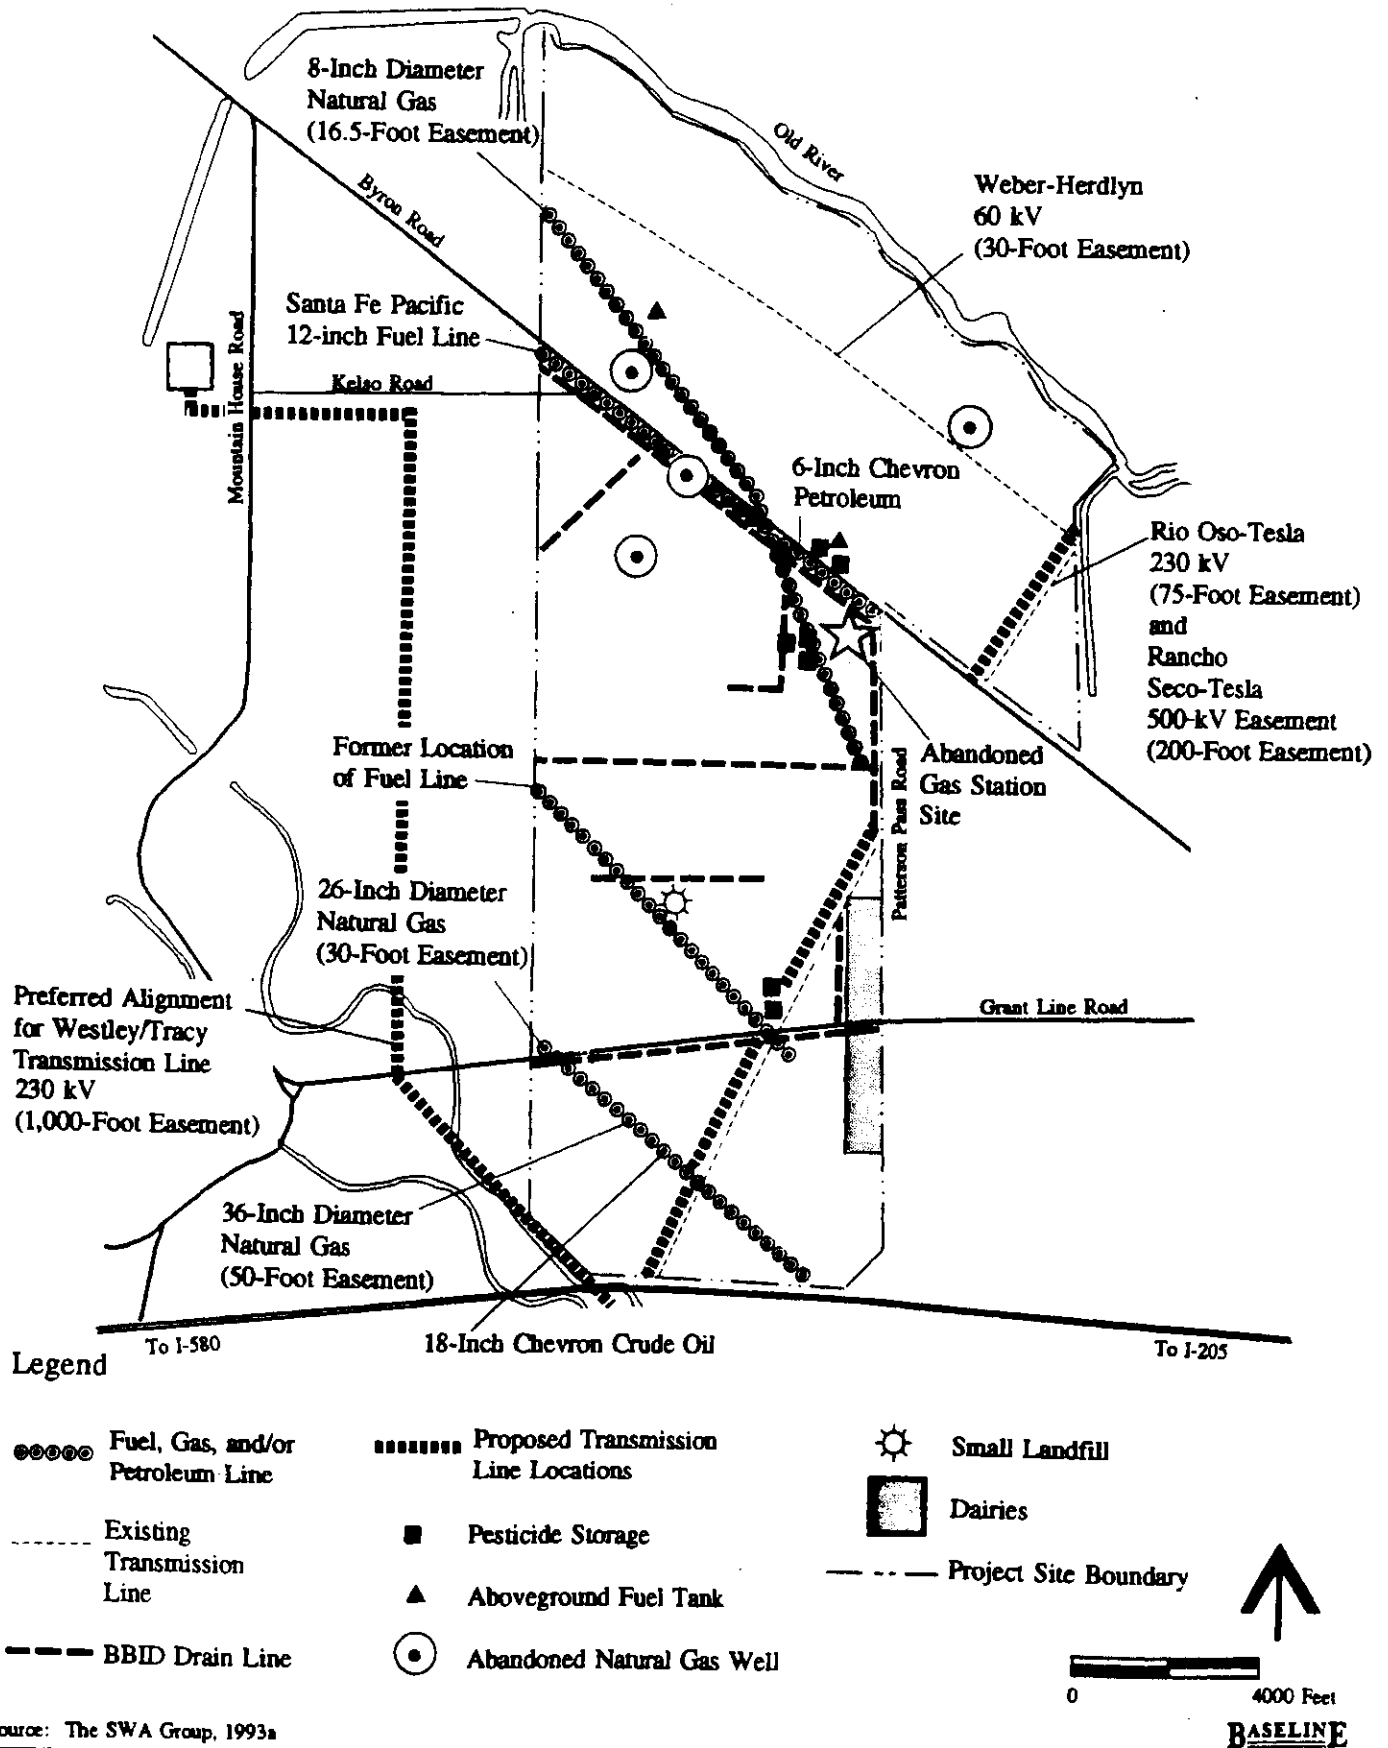 8-Inch Diameter
Natural Gas
(16.5-Foot Easement)
Old River
Byron Road
Weber-Herdlyn
60 kV
(30-Foot Easement)
Santa Fe Pacific
12-inch Fuel Line
Kelso Road
Mountain House Road
6-Inch Chevron
Petroleum
Rio Oso-Tesla
230 kV
(75-Foot Easement)
and
Rancho
Seco-Tesla
500-kV Easement
(200-Foot Easement)
Former Location
of Fuel Line
Abandoned
Gas Station
Site
Patterson Pass Road
26-Inch Diameter
Natural Gas
(30-Foot Easement)
Preferred Alignment
for Westley/Tracy
Transmission Line
230 kV
(1,000-Foot Easement)
Grant Line Road
36-Inch Diameter
Natural Gas
(50-Foot Easement)
18-Inch Chevron Crude Oil
To I-580
To I-205
Legend
Fuel, Gas, and/or
Petroleum Line
Existing
Transmission
Line
BBID Drain Line
Proposed Transmission
Line Locations
Pesticide Storage
Aboveground Fuel Tank
Abandoned Natural Gas Well
Small Landfill
Dairies
Project Site Boundary
0 4000 Feet
ource: The SWA Group, 1993a
BASELINE